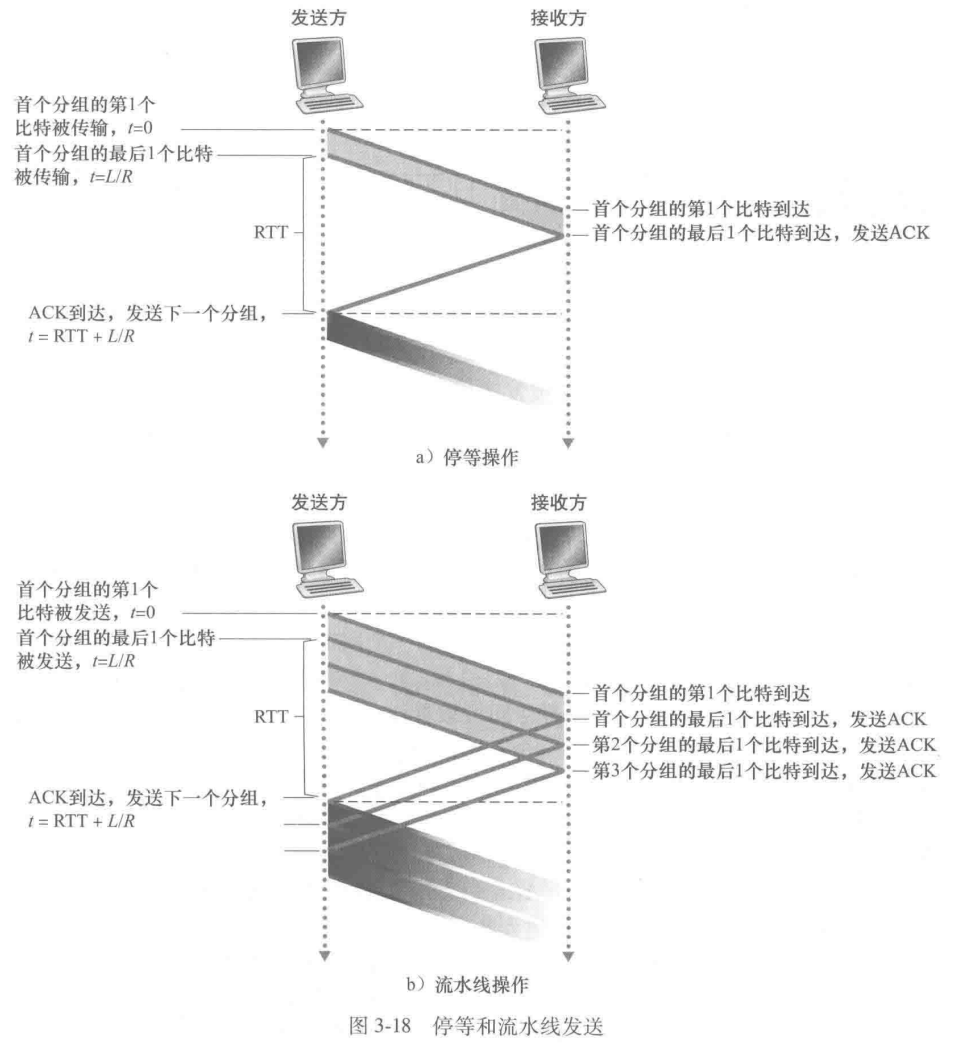 发送方
接收方
首个分组的第1个
比特被传输，t=0
首个分组的最后1个比特
被传输，t=L/R
首个分组的第1个比特到达
首个分组的最后1个比特到达，发送ACK
RTT
ACK到达，发送下一个分组，
t = RTT + L/R
a）停等操作
发送方
接收方
首个分组的第1个
比特被发送，t=0
首个分组的最后1个比特
被发送，t=L/R
首个分组的第1个比特到达
RTT
首个分组的最后1个比特到达，发送ACK
第2个分组的最后1个比特到达，发送ACK
第3个分组的最后1个比特到达，发送ACK
ACK到达，发送下一个分组，
t = RTT + L/R
b）流水线操作
图 3-18 停等和流水线发送